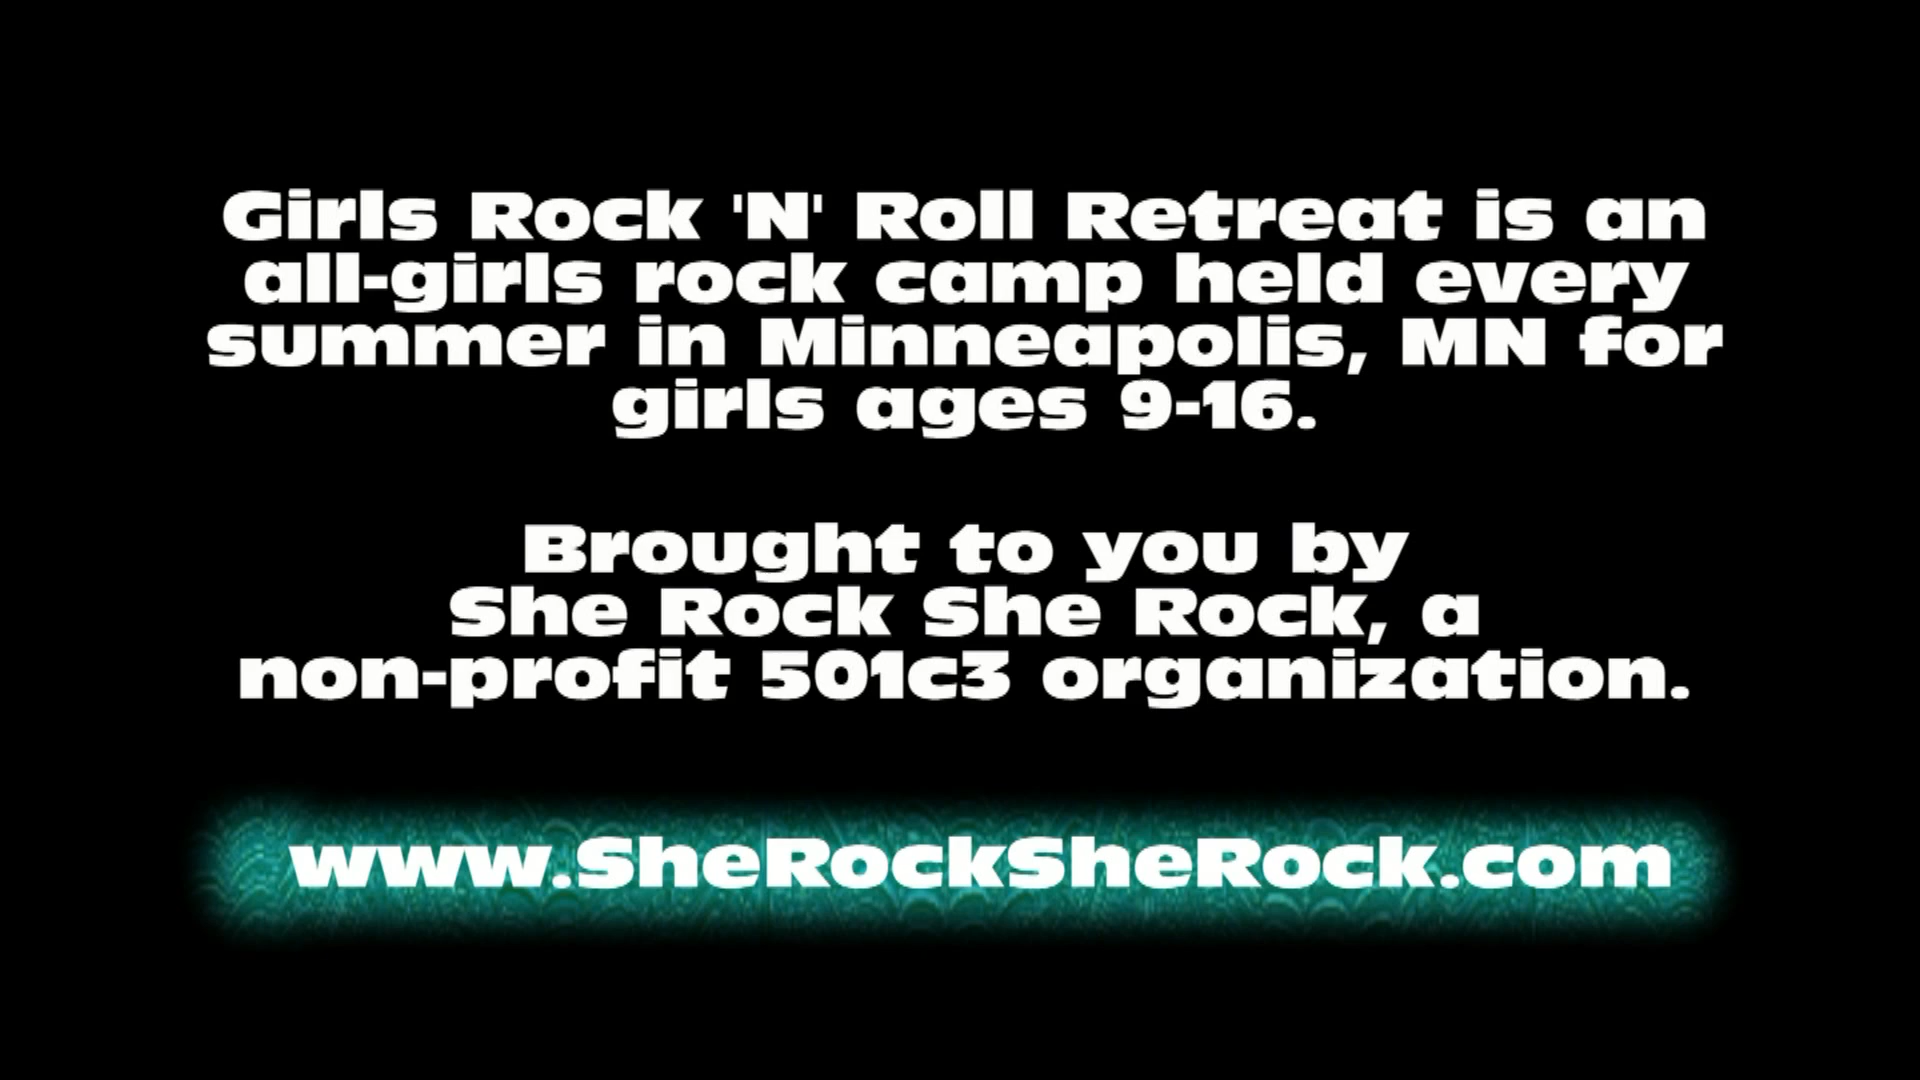 Girls Rock 'N' Roll Retreat is an
all-girls rock camp held every
summer in Minneapolis, MN for
girls ages 9-16.
Brought to you by
She Rock She Rock, a
non-profit 501c3 organization.
www.SheRockSheRock.com